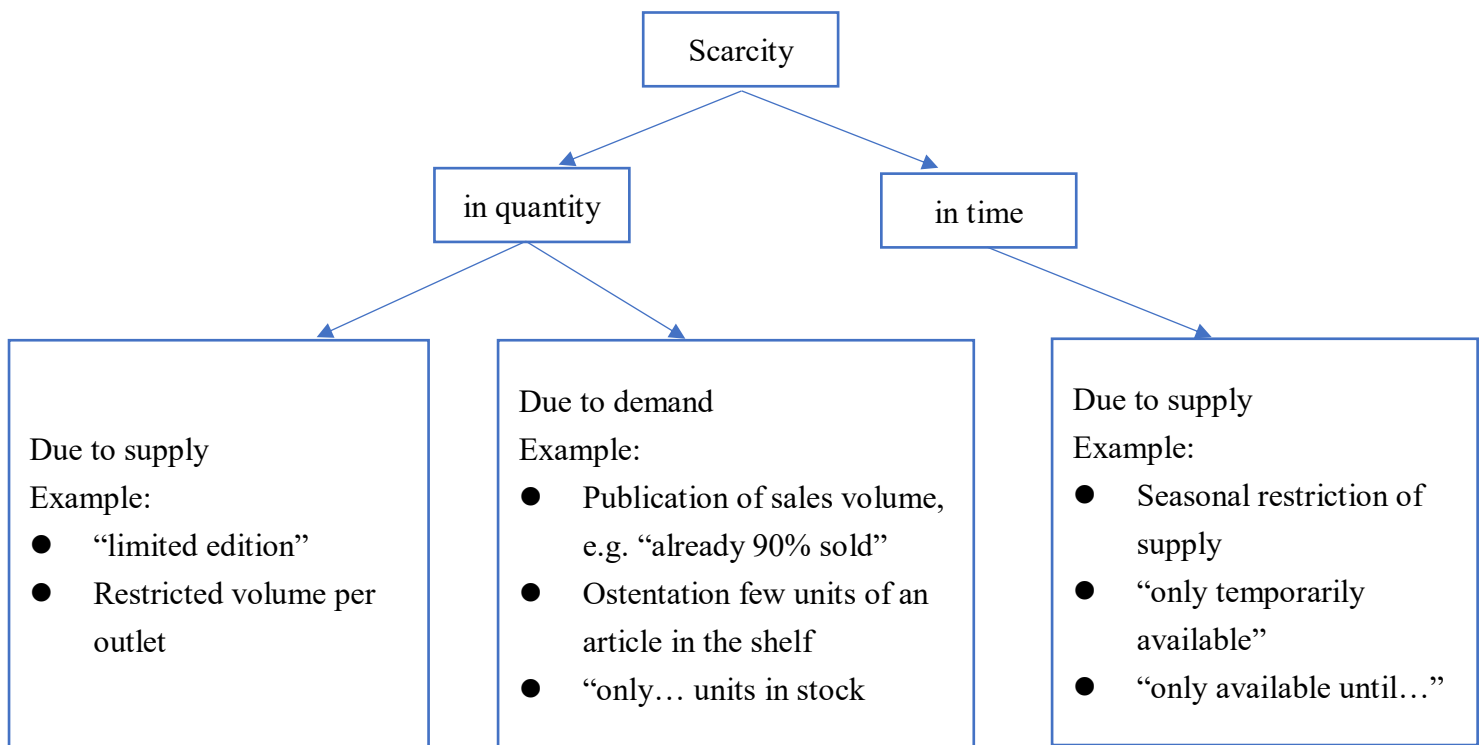 Scarcity
in quantity
in time
Due to supply
Example:
● “limited edition”
● Restricted volume per
outlet
Due to demand
Example:
● Publication of sales volume,
e.g. “already 90% sold”
● Ostentation few units of an
article in the shelf
● “only… units in stock
Due to supply
Example:
● Seasonal restriction of
supply
● “only temporarily
available”
● “only available until…”